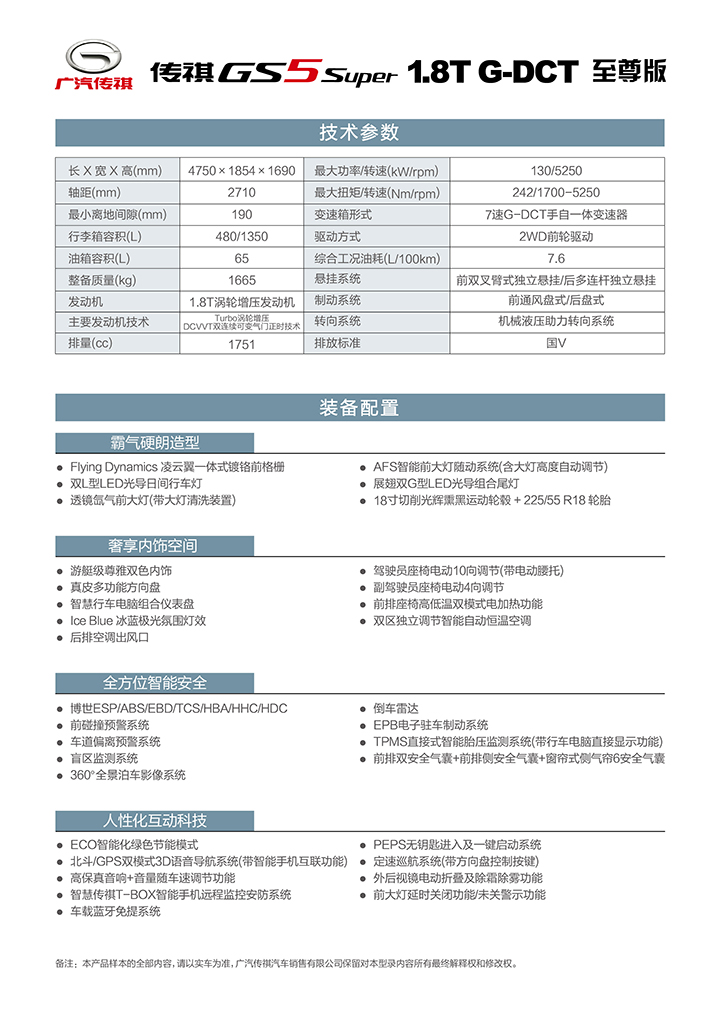 广汽传祺
传祺GS5 Super 1.8T G-DCT 至尊版
技术参数
长 X 宽 X 高(mm) 4750×1854×1690 最大功率/转速(kW/rpm) 130/5250
轴距(mm) 2710 最大扭矩/转速(Nm/rpm) 242/1700-5250
最小离地间隙(mm) 190 变速箱形式 7速G-DCT手自一体变速器
行李箱容积(L) 480/1350 驱动方式 2WD前轮驱动
油箱容积(L) 65 综合工况油耗(L/100km) 7.6
整备质量(kg) 1665 悬挂系统 前双叉臂式独立悬挂/后多连杆独立悬挂
发动机 1.8T涡轮增压发动机 制动系统 前通风盘式/后盘式
主要发动机技术 Turbo涡轮增压
DCVVT双连续可变气门正时技术 转向系统 机械液压助力转向系统
排量(cc) 1751 排放标准 国V
装备配置
霸气硬朗造型
● Flying Dynamics 凌云翼一体式镀铬前格栅
● 双L型LED光导日间行车灯
● 透镜氙气前大灯(带大灯清洗装置)
● AFS智能前大灯随动系统(含大灯高度自动调节)
● 展翅双G型LED光导组合尾灯
● 18寸切削光辉熏黑运动轮毂 + 225/55 R18 轮胎
奢享内饰空间
● 游艇级尊雅双色内饰
● 真皮多功能方向盘
● 智慧行车电脑组合仪表盘
● Ice Blue 冰蓝极光氛围灯效
● 后排空调出风口
● 驾驶员座椅电动10向调节(带电动腰托)
● 副驾驶员座椅电动4向调节
● 前排座椅高低温双模式电加热功能
● 双区独立调节智能自动恒温空调
全方位智能安全
● 博世ESP/ABS/EBD/TCS/HBA/HHC/HDC
● 前碰撞预警系统
● 车道偏离预警系统
● 盲区监测系统
● 360°全景泊车影像系统
● 倒车雷达
● EPB电子驻车制动系统
● TPMS直接式智能胎压监测系统(带行车电脑直接显示功能)
● 前排双安全气囊+前排侧安全气囊+窗帘式侧气帘6安全气囊
人性化互动科技
● ECO智能化绿色节能模式
● 北斗/GPS双模式3D语音导航系统(带智能手机互联功能)
● 高保真音响+音量随车速调节功能
● 智慧传祺T-BOX智能手机远程监控安防系统
● 车载蓝牙免提系统
● PEPS无钥匙进入及一键启动系统
● 定速巡航系统(带方向盘控制按键)
● 外后视镜电动折叠及除霜除雾功能
● 前大灯延时关闭功能/未关警示功能
备注：本产品样本的全部内容，请以实车为准，广汽传祺汽车销售有限公司保留对本型录内容所有最终解释权和修改权。